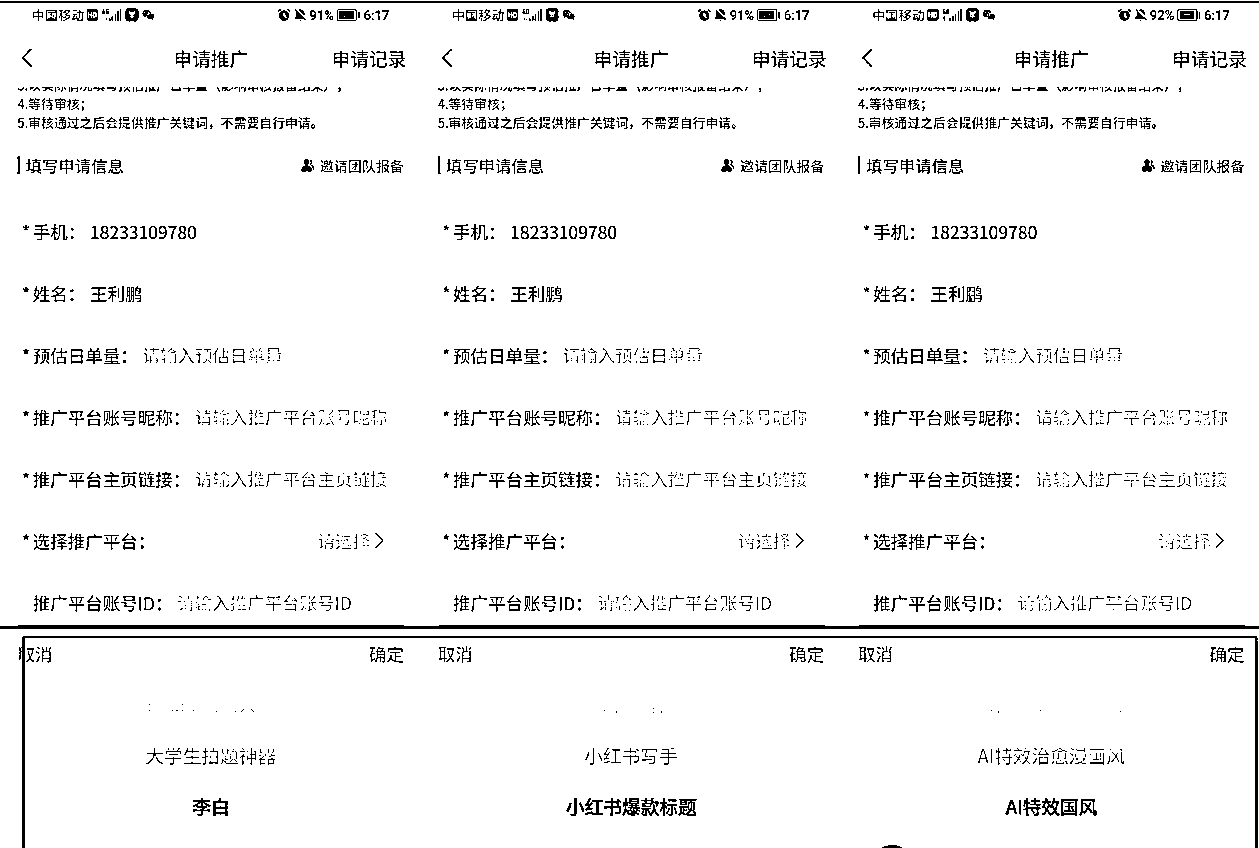 中国移动 HD 91% 6:17
申请推广 申请记录
4.等待审核;
5.审核通过之后会提供推广关键词，不需要自行申请。
填写申请信息 邀请团队报备
*手机： 18233109780
*姓名： 王利鹏
*预估日单量： 请输入预估日单量
*推广平台账号昵称： 请输入推广平台账号昵称
*推广平台主页链接： 请输入推广平台主页链接
*选择推广平台： 请选择
推广平台账号ID： 请输入推广平台账号ID
取消 确定
大学生拍题神器
李白
中国移动 HD 91% 6:17
申请推广 申请记录
4.等待审核;
5.审核通过之后会提供推广关键词，不需要自行申请。
填写申请信息 邀请团队报备
*手机： 18233109780
*姓名： 王利鹏
*预估日单量： 请输入预估日单量
*推广平台账号昵称： 请输入推广平台账号昵称
*推广平台主页链接： 请输入推广平台主页链接
*选择推广平台： 请选择
推广平台账号ID： 请输入推广平台账号ID
取消 确定
小红书写手
小红书爆款标题
中国移动 HD 92% 6:17
申请推广 申请记录
4.等待审核;
5.审核通过之后会提供推广关键词，不需要自行申请。
填写申请信息 邀请团队报备
*手机： 18233109780
*姓名： 王利鹏
*预估日单量： 请输入预估日单量
*推广平台账号昵称： 请输入推广平台账号昵称
*推广平台主页链接： 请输入推广平台主页链接
*选择推广平台： 请选择
推广平台账号ID： 请输入推广平台账号ID
取消 确定
AI特效治愈漫画风
AI特效国风